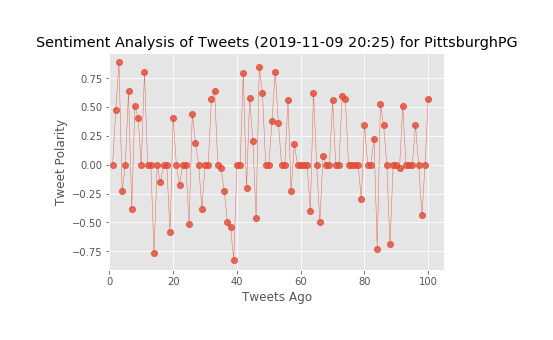 Sentiment Analysis of Tweets (2019-11-09 20:25) for PittsburghPG
Tweet Polarity
0.75
0.50
0.25
0.00
−0.25
−0.50
−0.75
0 20 40 60 80 100
Tweets Ago